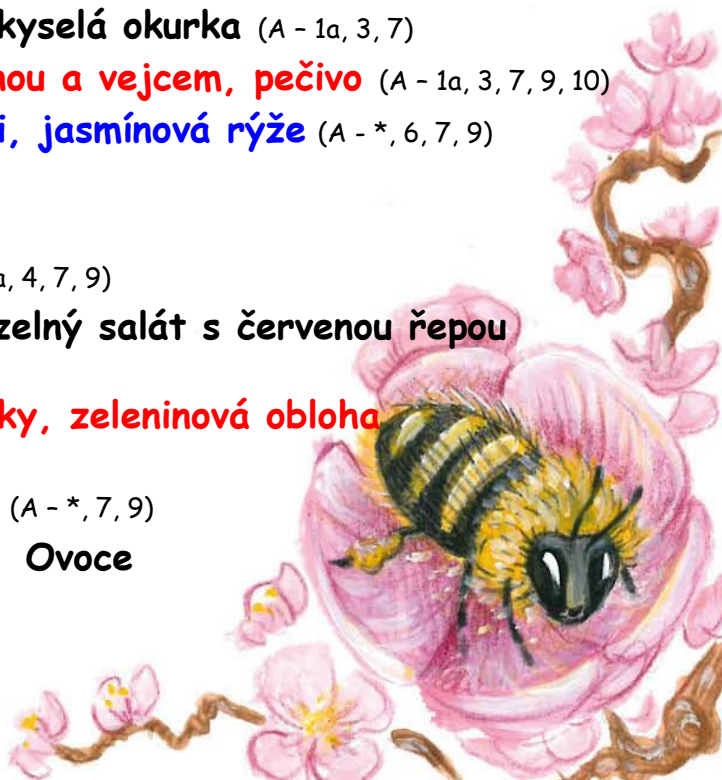 kyselá okurka (A – 1a, 3, 7)
nou a vejcem, pečivo (A – 1a, 3, 7, 9, 10)
i, jasmínová rýže (A - *, 6, 7, 9)
a, 4, 7, 9)
zelný salát s červenou řepou
ky, zeleninová obloha
(A – *, 7, 9)
Ovoce